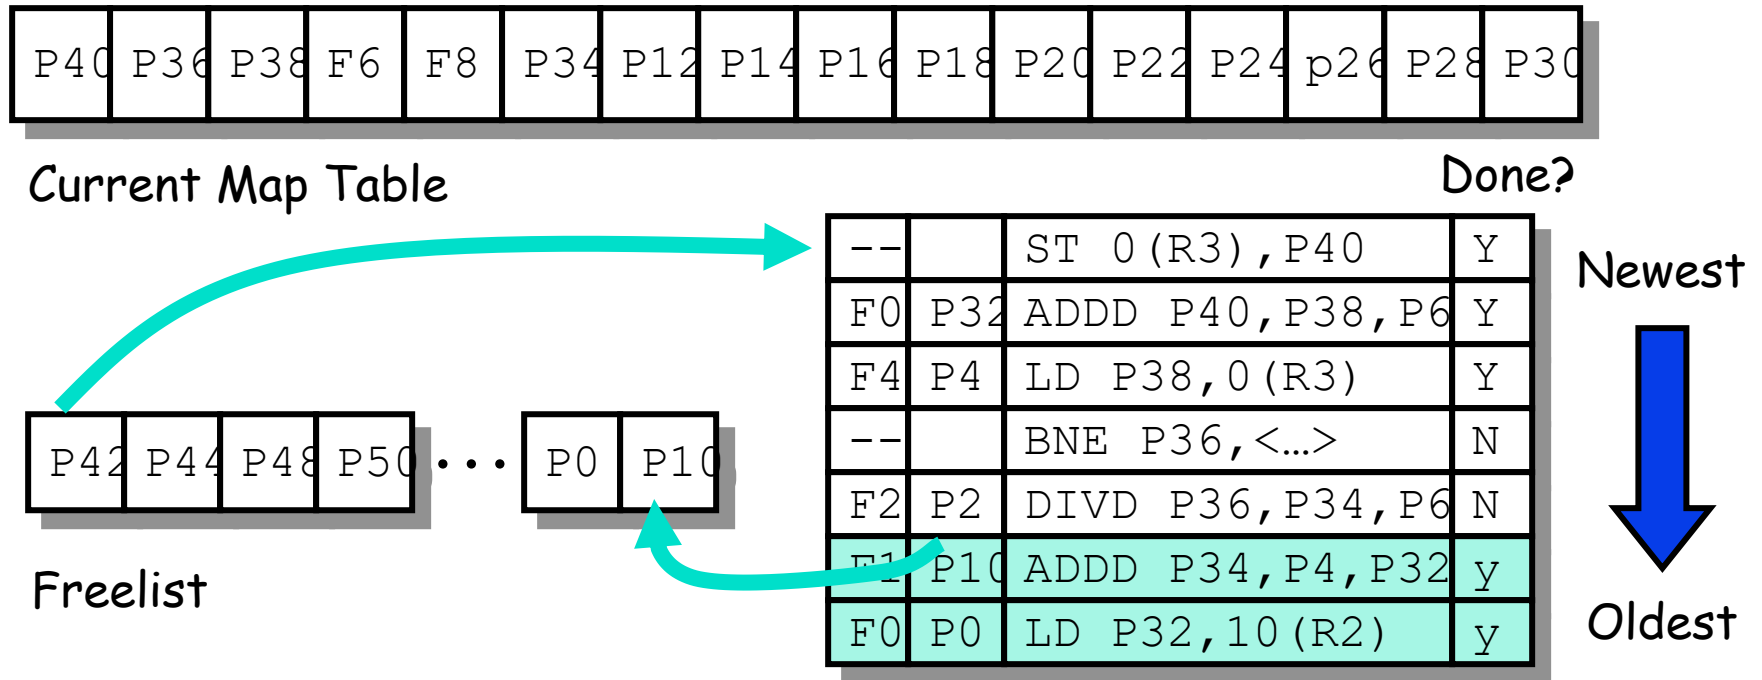 P40 P36 P38 F6 F8 P34 P12 P14 P16 P18 P20 P22 P24 p26 P28 P30
Current Map Table
Done?
-- ST 0(R3),P40 Y
Newest
F0 P32 ADDD P40,P38,P6 Y
F4 P4 LD P38,0(R3) Y
-- BNE P36,<…> N
P42 P44 P48 P50 ... P0 P10
F2 P2 DIVD P36,P34,P6 N
F1 P10 ADDD P34,P4,P32 y
Freelist
F0 P0 LD P32,10(R2) y
Oldest